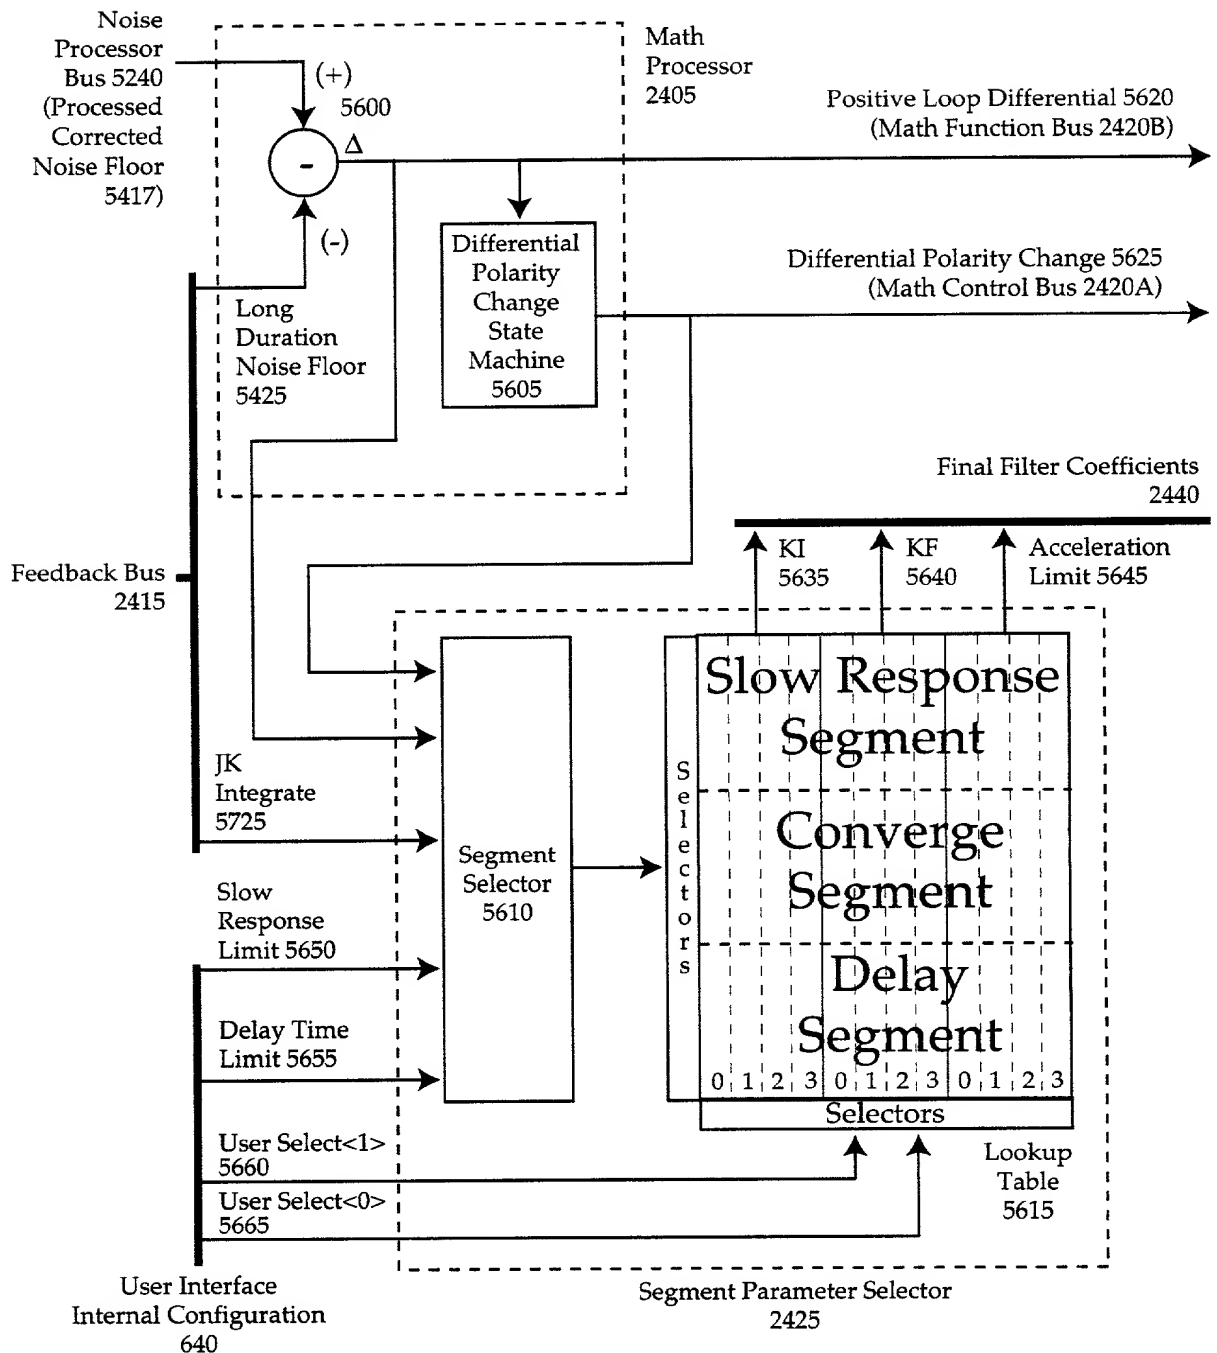 Noise
Processor
Bus 5240
(Processed
Corrected
Noise Floor
5417)
(+)
5600
Δ
-
(-)
Math
Processor
2405
Positive Loop Differential 5620
(Math Function Bus 2420B)
Differential
Polarity
Change
State
Machine
5605
Differential Polarity Change 5625
(Math Control Bus 2420A)
Long
Duration
Noise Floor
5425
Final Filter Coefficients
2440
Feedback Bus
2415
KI
5635
KF
5640
Acceleration
Limit 5645
JK
Integrate
5725
Slow
Response
Limit 5650
Delay Time
Limit 5655
Segment
Selector
5610
Selectors
Slow Response
Segment
Converge
Segment
Delay
Segment
0 1 2 3 0 1 2 3 0 1 2 3
Selectors
User Select<1>
5660
User Select<0>
5665
Lookup
Table
5615
User Interface
Internal Configuration
640
Segment Parameter Selector
2425